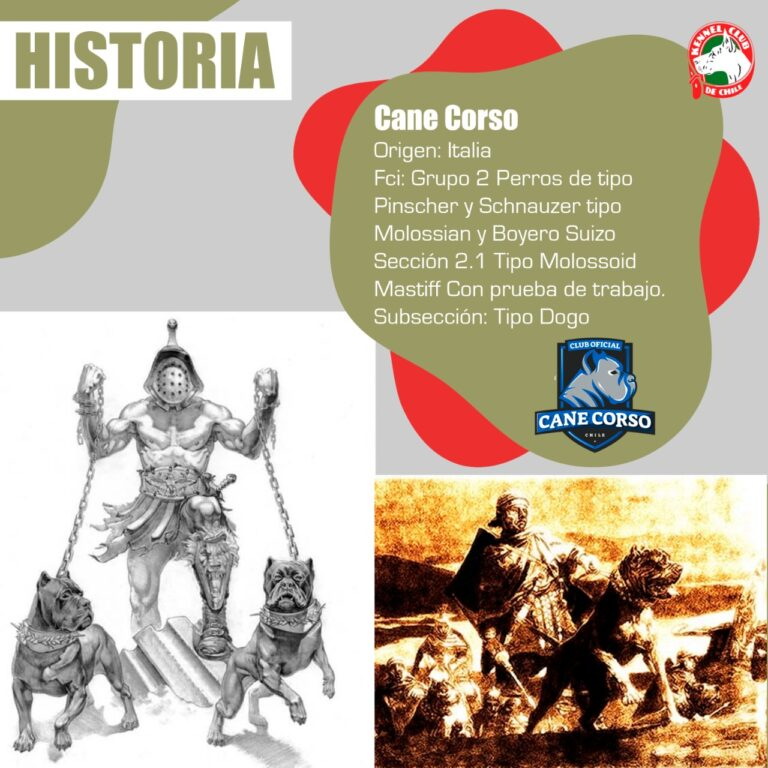 HISTORIA
KENNEL CLUB
DE CHILE
Cane Corso
Origen: Italia
Fci: Grupo 2 Perros de tipo
Pinscher y Schnauzer tipo
Molossian y Boyero Suizo
Sección 2.1 Tipo Molossoid
Mastiff Con prueba de trabajo.
Subsección: Tipo Dogo
CLUB OFICIAL
CANE CORSO
CHILE